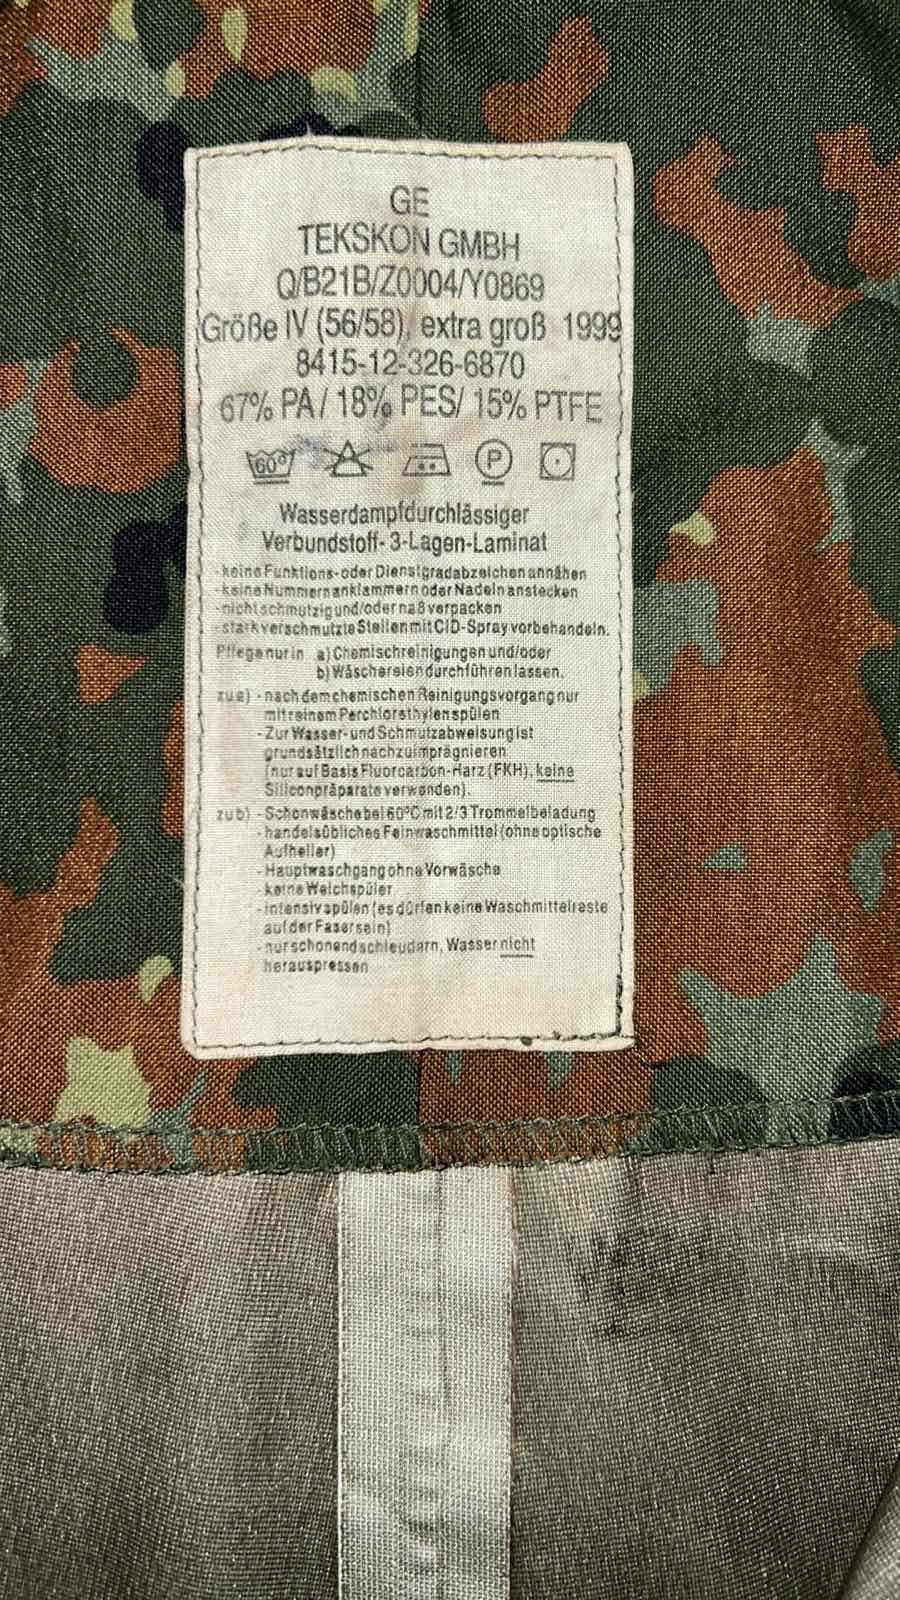 GE
TEKSKON GMBH
Q/B21B/Z0004/Y0869
Größe IV (56/58), extra groß 1999
8415-12-326-6870
67% PA / 18% PES/ 15% PTFE
60° P
Wasserdampfdurchlässiger
Verbundstoff- 3-Lagen-Laminat
- keine Funktions- oder Dienstgradabzeichen annähen
- keine Nummern anklammern oder Nadeln anstecken
- nicht schmutzig und/oder naß verpacken
- stark verschmutzte Stellen mit CID-Spray vorbehandeln.
Pflege nur in a) Chemischreinigungen und/oder
b) Wäschereien durchführen lassen.
zu a) - nach dem chemischen Reinigungsvorgang nur
mit reinem Perchlorethylen spülen
- Zur Wasser- und Schmutzabweisung ist
grundsätzlich nachzuimprägnieren
(nur auf Basis Fluorcarbon-Harz (FKH), keine
Siliconpräparate verwenden).
zu b) - Schonwäsche bei 60°C mit 2/3 Trommelbeladung
- handelsübliches Feinwaschmittel (ohne optische
Aufheller)
- Hauptwaschgang ohne Vorwäsche
- keine Weichspüler
- intensiv spülen (es dürfen keine Waschmittelreste
auf der Faser sein)
- nur schonend schleudern, Wasser nicht
herauspressen